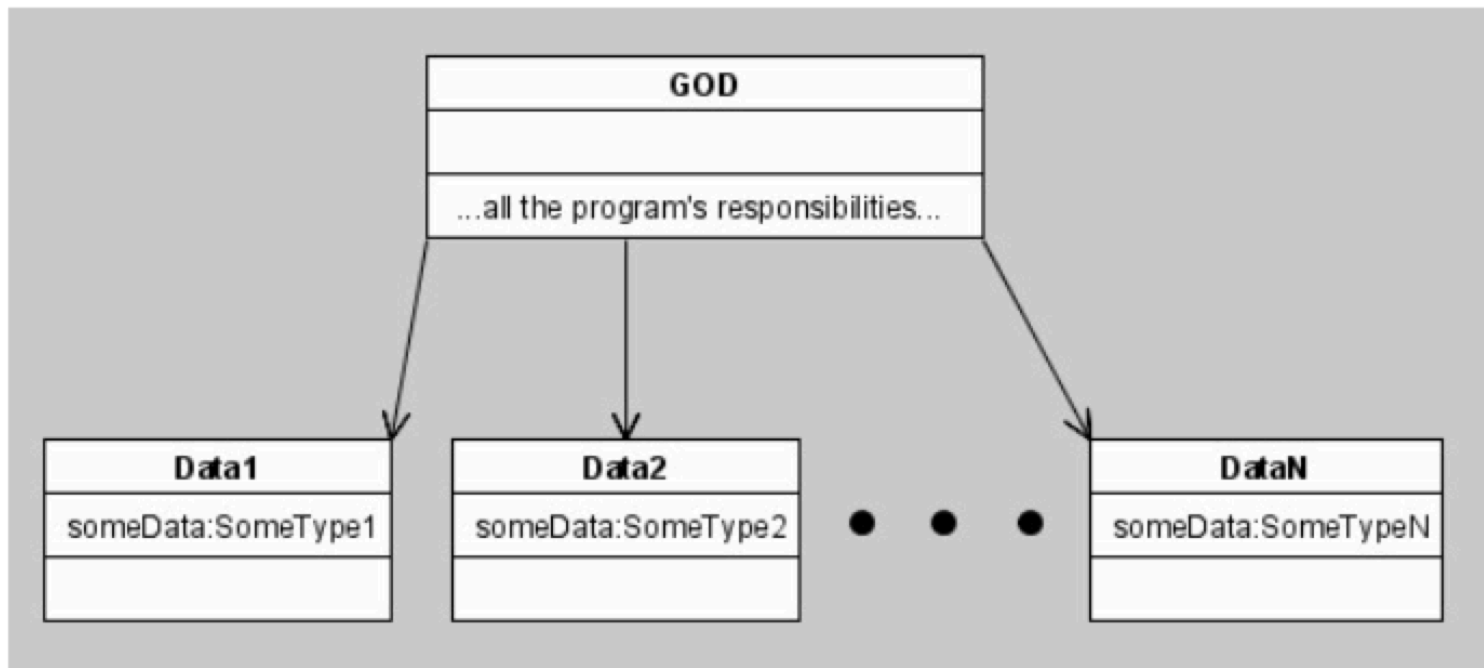 GOD
...all the program's responsibilities...
Data1
someData:SomeType1
Data2
someData:SomeType2
DataN
someData:SomeTypeN